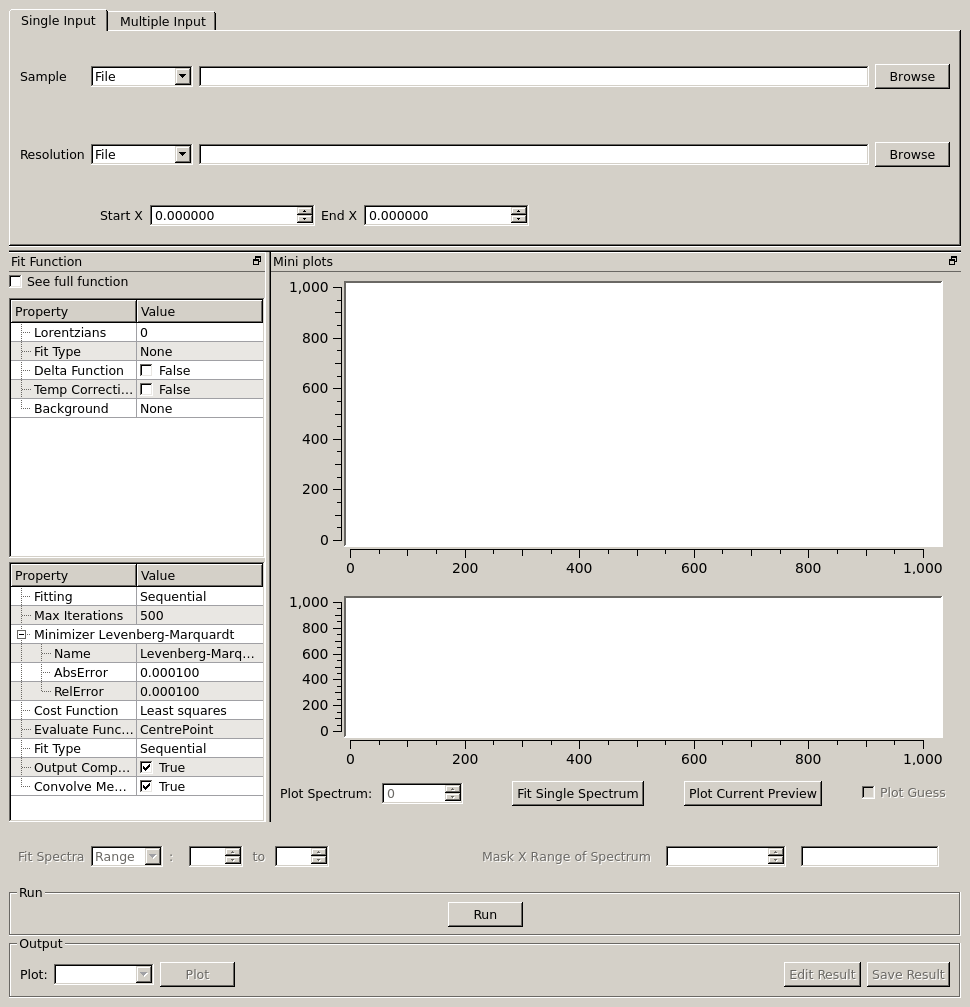 Single Input Multiple Input
Sample File Browse
Resolution File Browse
Start X 0.000000 End X 0.000000
Fit Function
See full function
Property Value
Lorentzians 0
Fit Type None
Delta Function False
Temp Correcti... False
Background None
Property Value
Fitting Sequential
Max Iterations 500
Minimizer Levenberg-Marquardt
Name Levenberg-Marq...
AbsError 0.000100
RelError 0.000100
Cost Function Least squares
Evaluate Func... CentrePoint
Fit Type Sequential
Output Comp... True
Convolve Me... True
Mini plots
1,000
800
600
400
200
0
0 200 400 600 800 1,000
1,000
800
600
400
200
0
0 200 400 600 800 1,000
Plot Spectrum: 0 Fit Single Spectrum Plot Current Preview Plot Guess
Fit Spectra Range : to Mask X Range of Spectrum
Run
Run
Output
Plot: Plot Edit Result Save Result